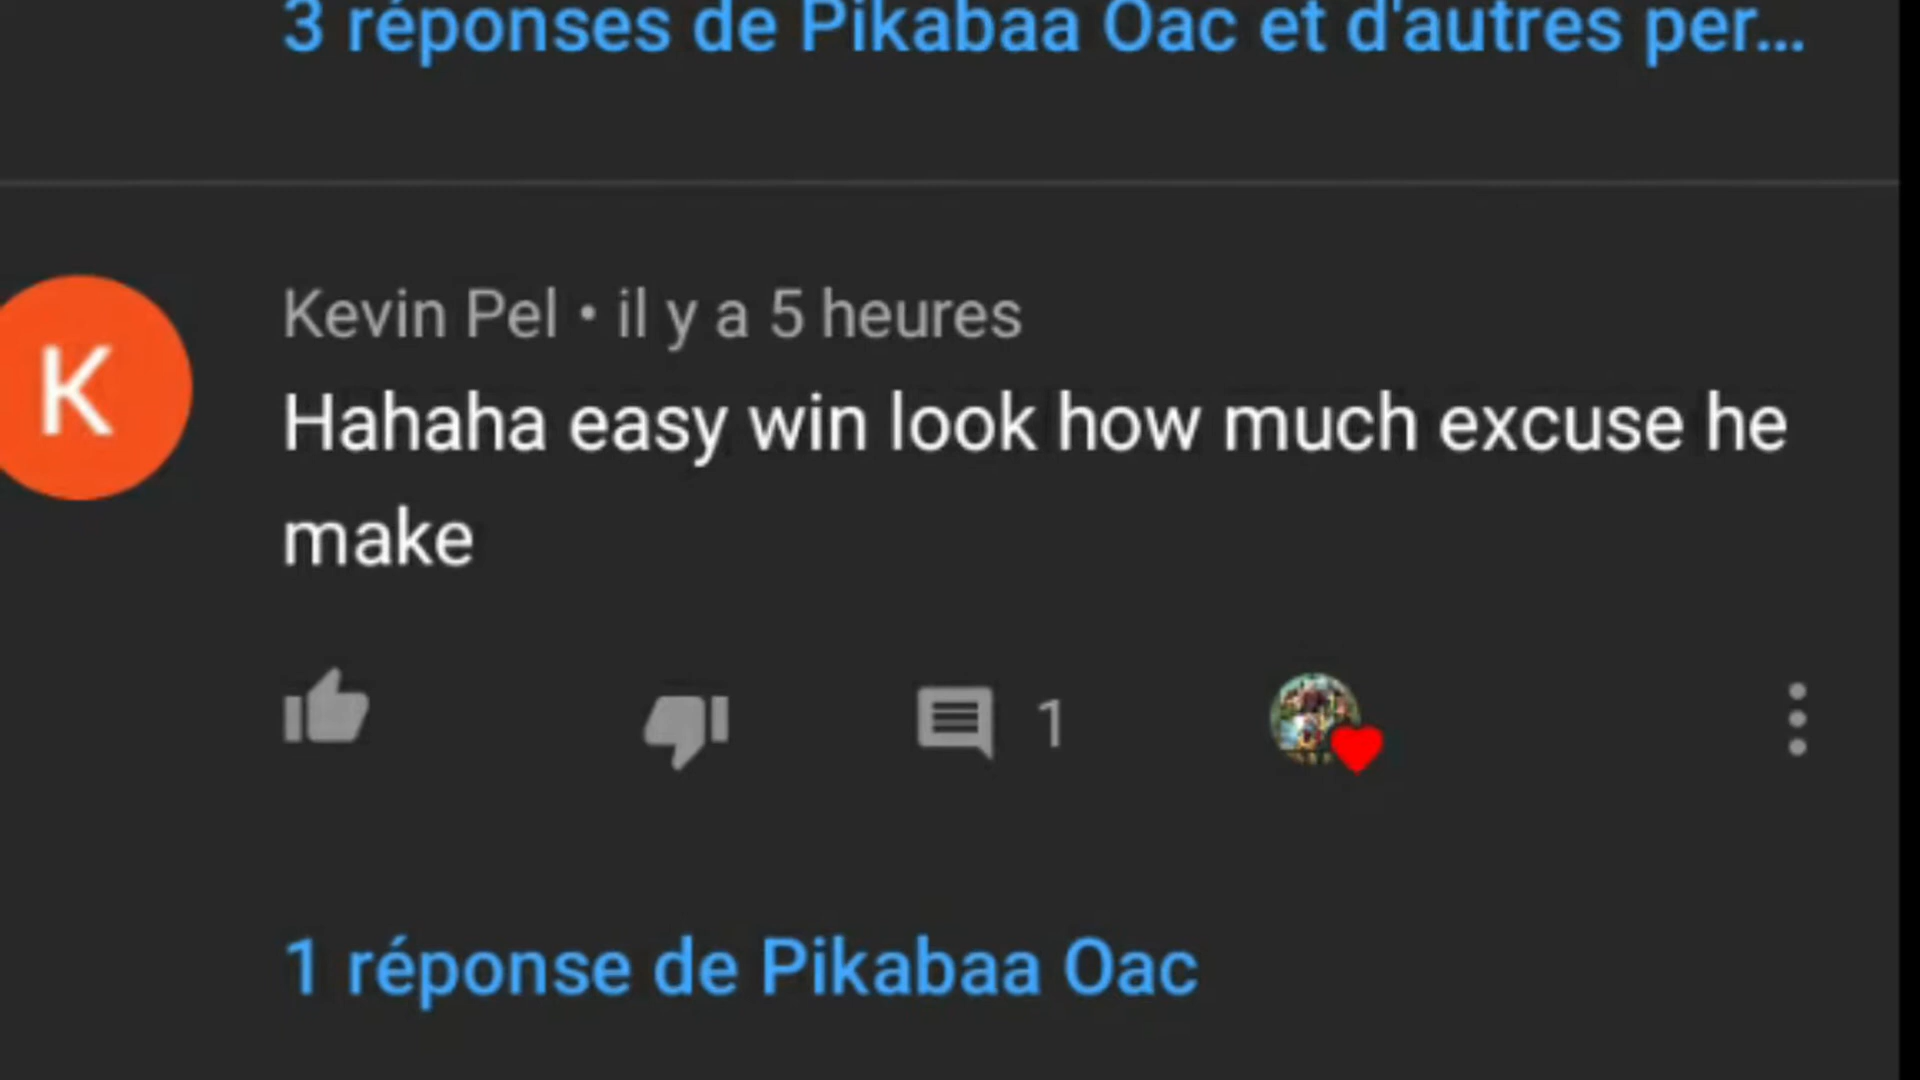 3 réponses de Pikabaa Oac et d'autres per...
K
Kevin Pel • il y a 5 heures
Hahaha easy win look how much excuse he
make
1
1 réponse de Pikabaa Oac